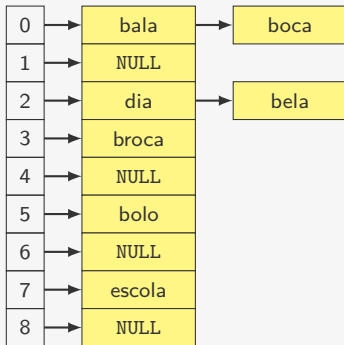 0 bala boca
1 NULL
2 dia bela
3 broca
4 NULL
5 bolo
6 NULL
7 escola
8 NULL